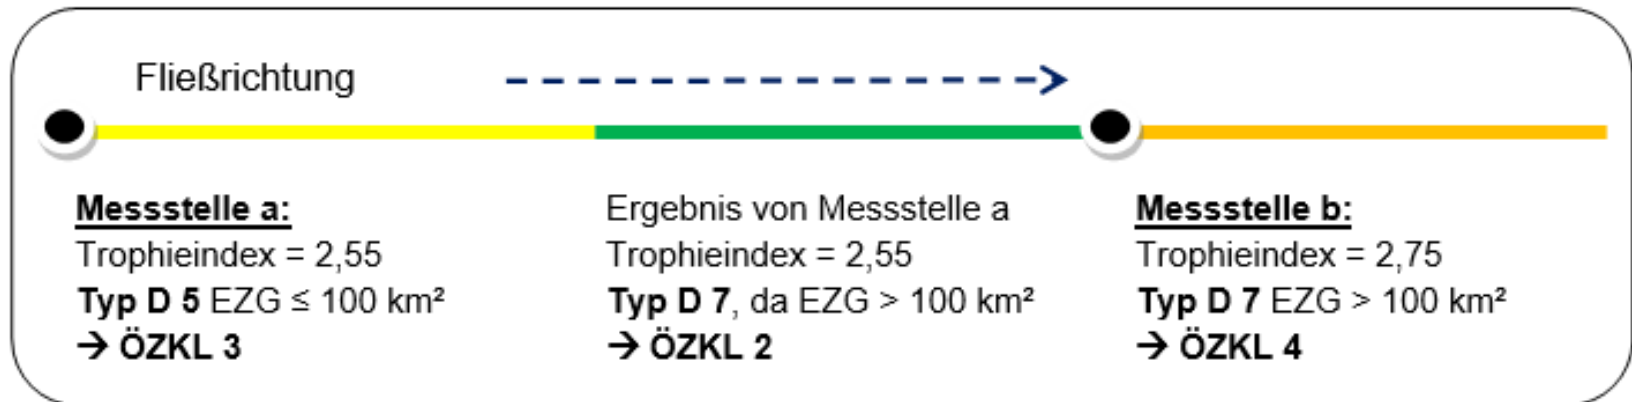 Fließrichtung
Messstelle a:
Trophieindex = 2,55
Typ D 5 EZG ≤ 100 km²
→ ÖZKL 3
Ergebnis von Messstelle a
Trophieindex = 2,55
Typ D 7, da EZG > 100 km²
→ ÖZKL 2
Messstelle b:
Trophieindex = 2,75
Typ D 7 EZG > 100 km²
→ ÖZKL 4